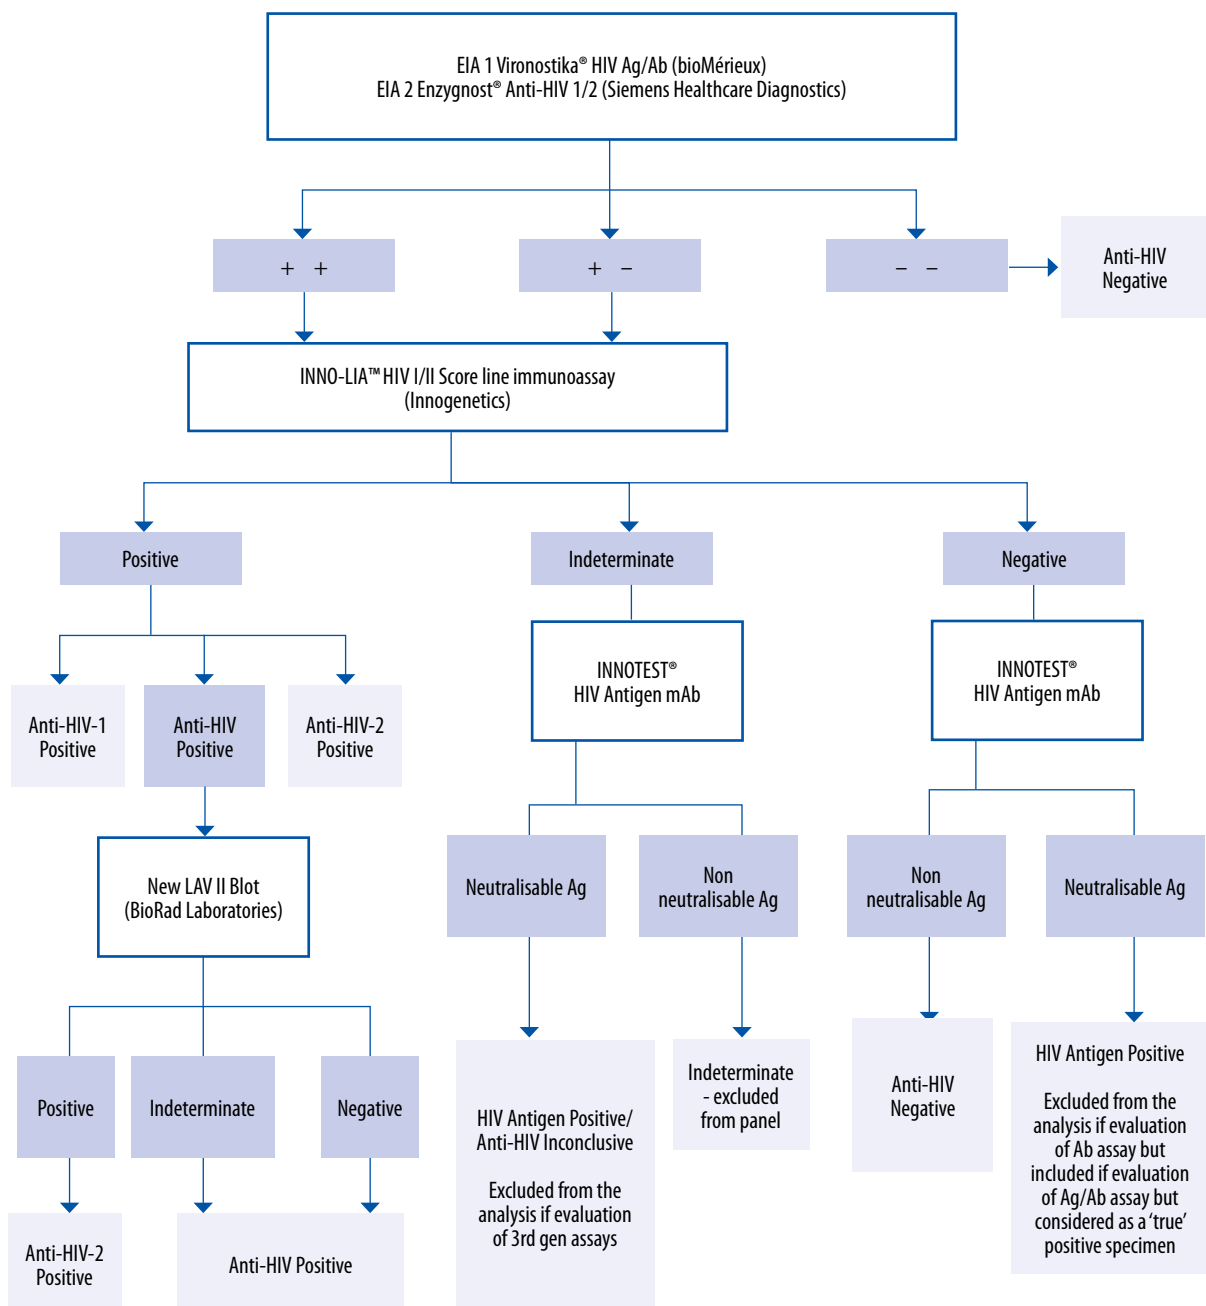 EIA 1 Vironostika® HIV Ag/Ab (bioMérieux)
EIA 2 Enzygnost® Anti-HIV 1/2 (Siemens Healthcare Diagnostics)
+ +
+ –
– –
Anti-HIV
Negative
INNO-LIA™ HIV I/II Score line immunoassay
(Innogenetics)
Positive
Indeterminate
Negative
INNOTEST®
HIV Antigen mAb
INNOTEST®
HIV Antigen mAb
Anti-HIV-1
Positive
Anti-HIV
Positive
Anti-HIV-2
Positive
New LAV II Blot
(BioRad Laboratories)
Neutralisable Ag
Non
neutralisable Ag
Non
neutralisable Ag
Neutralisable Ag
Positive
Indeterminate
Negative
HIV Antigen Positive/
Anti-HIV Inconclusive
Excluded from the
analysis if evaluation
of 3rd gen assays
Indeterminate
- excluded
from panel
Anti-HIV
Negative
HIV Antigen Positive
Excluded from the
analysis if evaluation
of Ab assay but
included if evaluation
of Ag/Ab assay but
considered as a ‘true’
positive specimen
Anti-HIV-2
Positive
Anti-HIV Positive